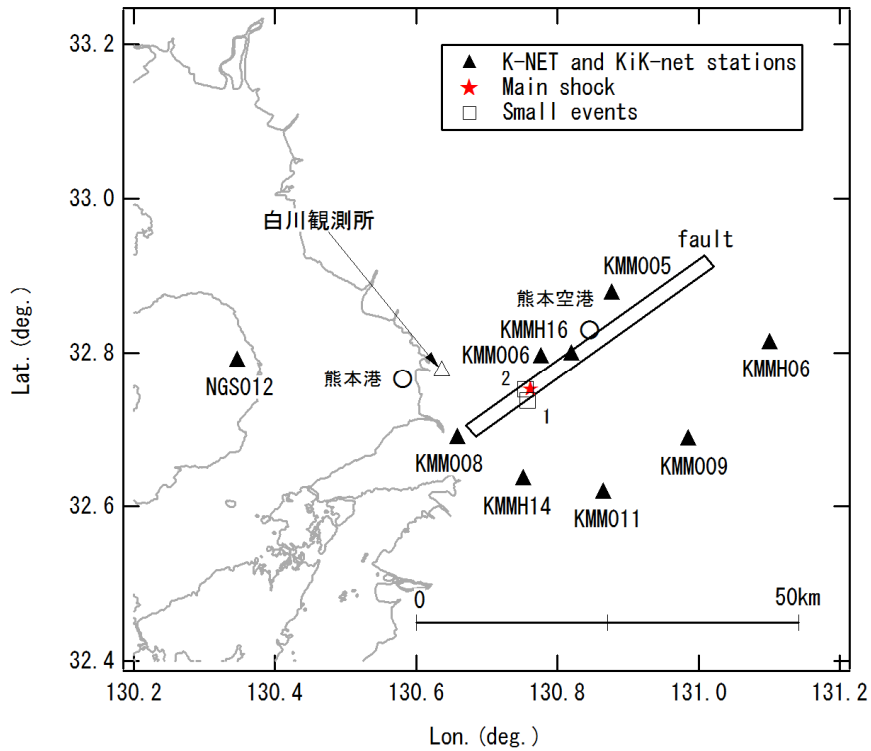 33.2
33.0
32.8
32.6
32.4
Lat. (deg.)
K-NET and KiK-net stations
Main shock
Small events
白川観測所
fault
KMM005
熊本空港
KMMH16
KMM006
KMMH06
NGS012
熊本港
2
1
KMM008
KMM009
KMMH14
KMM011
0
50km
130.2
130.4
130.6
130.8
131.0
131.2
Lon. (deg.)